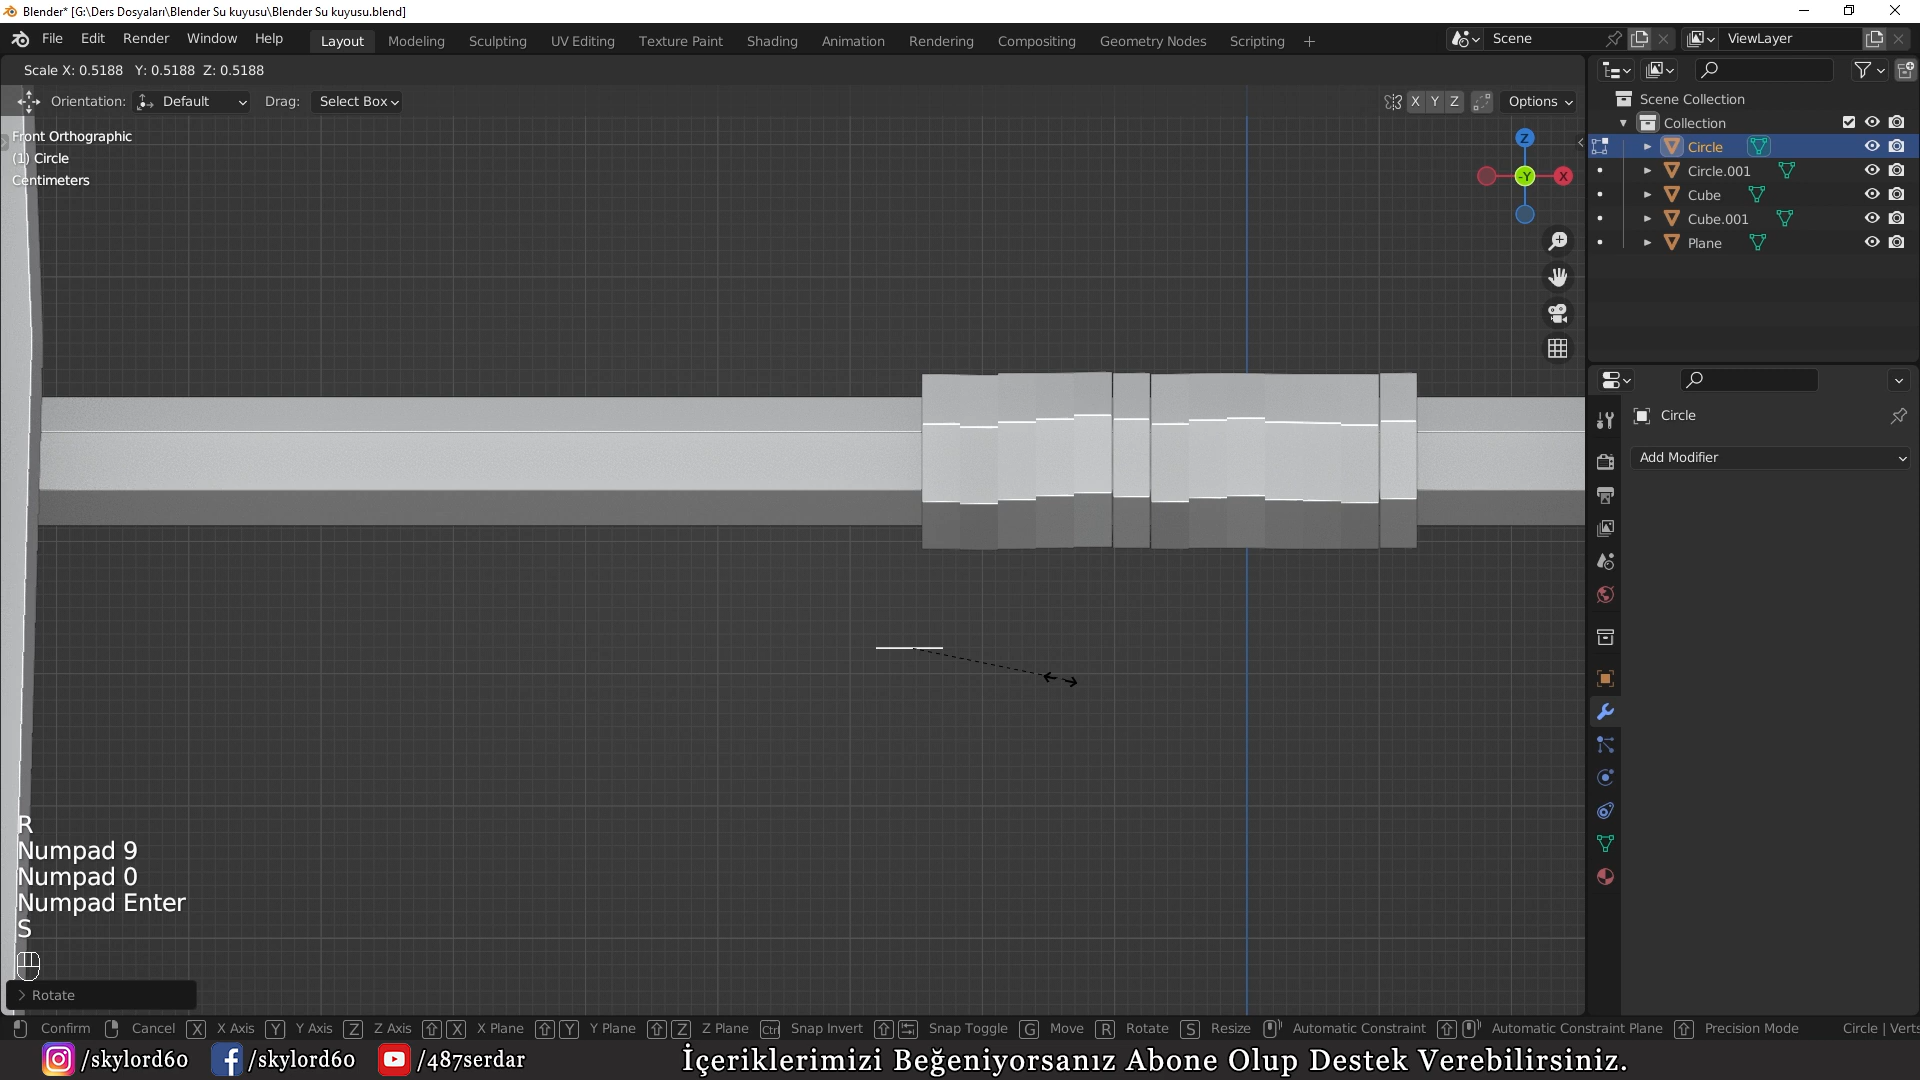 Blender* [G:\Ders Dosyaları\Blender Su kuyusu\Blender Su kuyusu.blend]
File Edit Render Window Help Layout Modeling Sculpting UV Editing Texture Paint Shading Animation Rendering Compositing Geometry Nodes Scripting + Scene ViewLayer
Scale X: 0.5188 Y: 0.5188 Z: 0.5188
Orientation: Default Drag: Select Box X Y Z Options
Front Orthographic
(1) Circle
Centimeters
Z
-Y
X
Scene Collection
Collection
Circle
Circle.001
Cube
Cube.001
Plane
Circle
Add Modifier
R
Numpad 9
Numpad 0
Numpad Enter
S
Rotate
Confirm Cancel X X Axis Y Y Axis Z Z Axis X X Plane Y Y Plane Z Z Plane Ctrl Snap Invert Snap Toggle G Move R Rotate S Resize Automatic Constraint Automatic Constraint Plane Precision Mode Circle | Verts
/skylord60 /skylord60 /487serdar İçeriklerimizi Beğeniyorsanız Abone Olup Destek Verebilirsiniz.